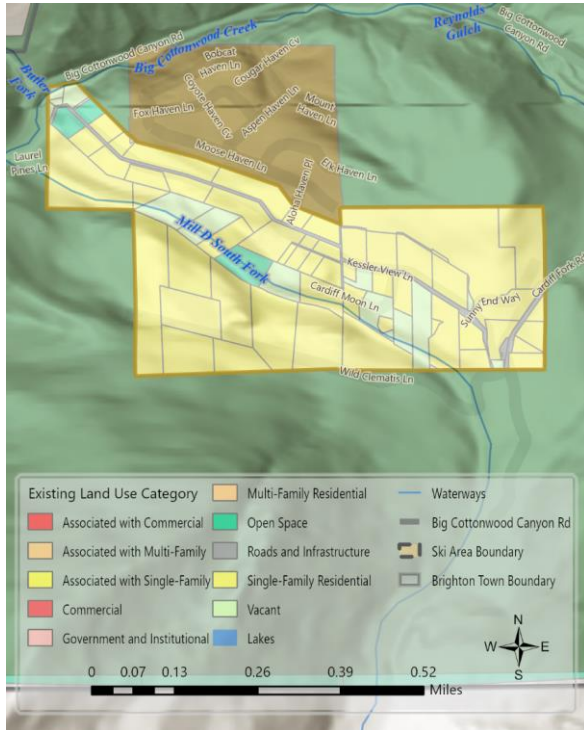 Big Cottonwood Canyon Rd
Big Cottonwood Creek
Reynolds
Gulch
Big Cottonwood
Canyon Rd
Butler
Fork
Bobcat
Haven Ln
Cougar Haven Cv
Coyote Haven Cv
Fox Haven Ln
Aspen Haven Ln
Mount
Haven Ln
Laurel
Pines Ln
Moose Haven Ln
Elk Haven Ln
Aloha Haven Pl
Mill D South Fork
Kessler View Ln
Cardiff Fork Rd
Cardiff Moon Ln
Sunny End Way
Wild Clematis Ln
Existing Land Use Category
Associated with Commercial
Associated with Multi-Family
Associated with Single-Family
Commercial
Government and Institutional
Multi-Family Residential
Open Space
Roads and Infrastructure
Single-Family Residential
Vacant
Lakes
Waterways
Big Cottonwood Canyon Rd
Ski Area Boundary
Brighton Town Boundary
N
W E
S
0 0.07 0.13 0.26 0.39 0.52
Miles